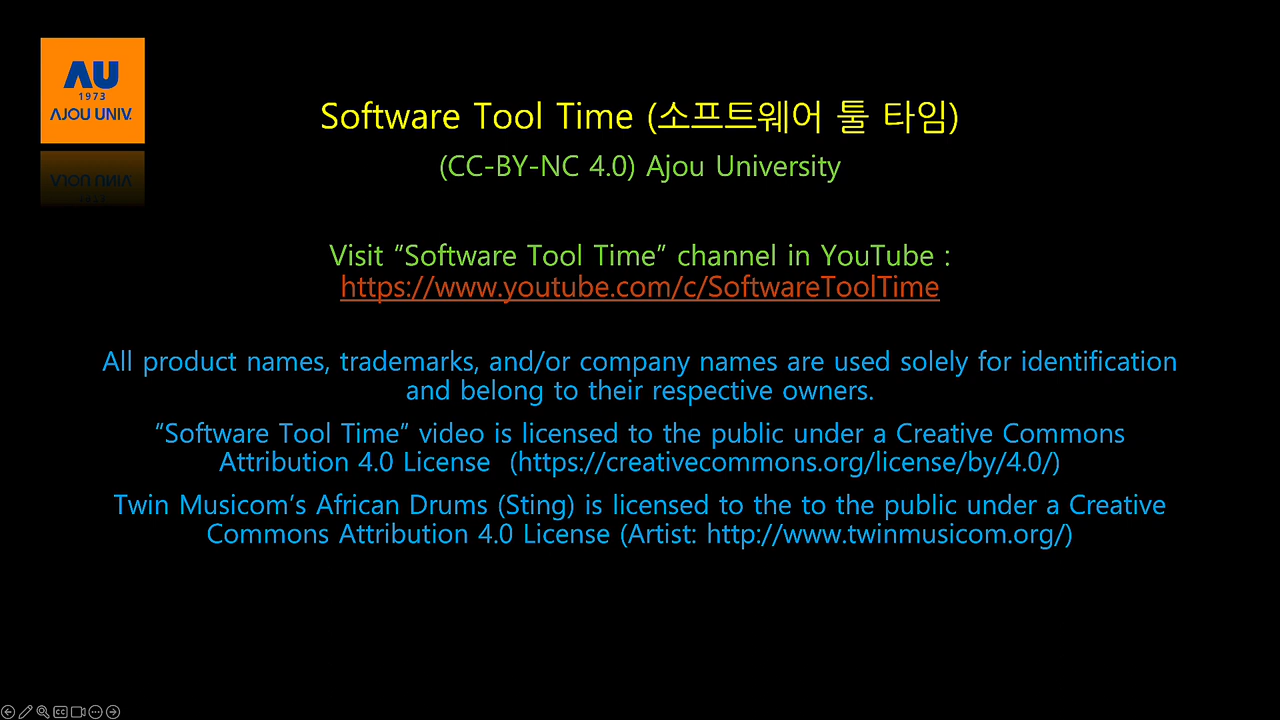 AU
1973
AJOU UNIV.
Software Tool Time (소프트웨어 툴 타임)
(CC-BY-NC 4.0) Ajou University
Visit “Software Tool Time” channel in YouTube :
https://www.youtube.com/c/SoftwareToolTime
All product names, trademarks, and/or company names are used solely for identification
and belong to their respective owners.
“Software Tool Time” video is licensed to the public under a Creative Commons
Attribution 4.0 License  (https://creativecommons.org/license/by/4.0/)
Twin Musicom’s African Drums (Sting) is licensed to the to the public under a Creative
Commons Attribution 4.0 License (Artist: http://www.twinmusicom.org/)